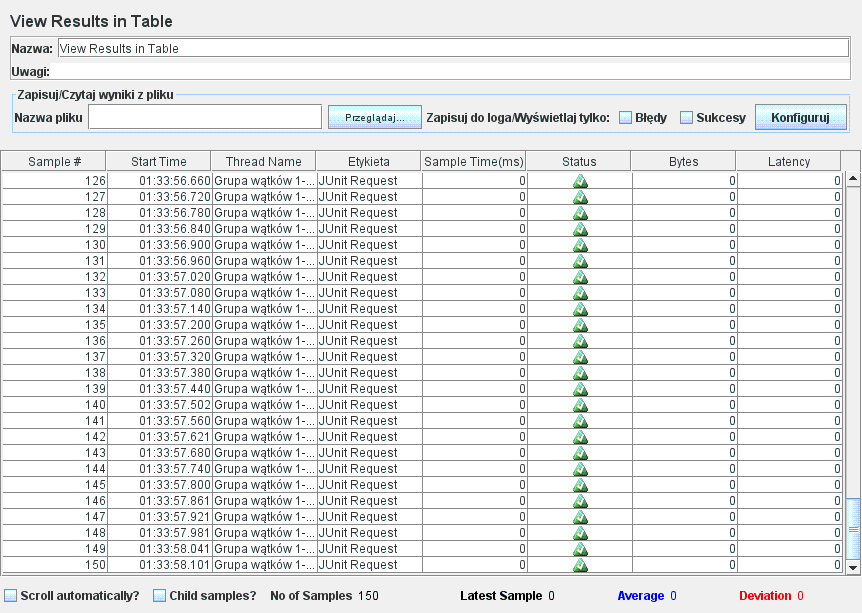 View Results in Table
Nazwa: View Results in Table
Uwagi:
Zapisuj/Czytaj wyniki z pliku
Nazwa pliku Przeglądaj... Zapisuj do loga/Wyświetlaj tylko: Błędy Sukcesy Konfiguruj
Sample # Start Time Thread Name Etykieta Sample Time(ms) Status Bytes Latency
126 01:33:56.660 Grupa wątków 1-... JUnit Request 0 0 0
127 01:33:56.720 Grupa wątków 1-... JUnit Request 0 0 0
128 01:33:56.780 Grupa wątków 1-... JUnit Request 0 0 0
129 01:33:56.840 Grupa wątków 1-... JUnit Request 0 0 0
130 01:33:56.900 Grupa wątków 1-... JUnit Request 0 0 0
131 01:33:56.960 Grupa wątków 1-... JUnit Request 0 0 0
132 01:33:57.020 Grupa wątków 1-... JUnit Request 0 0 0
133 01:33:57.080 Grupa wątków 1-... JUnit Request 0 0 0
134 01:33:57.140 Grupa wątków 1-... JUnit Request 0 0 0
135 01:33:57.200 Grupa wątków 1-... JUnit Request 0 0 0
136 01:33:57.260 Grupa wątków 1-... JUnit Request 0 0 0
137 01:33:57.320 Grupa wątków 1-... JUnit Request 0 0 0
138 01:33:57.380 Grupa wątków 1-... JUnit Request 0 0 0
139 01:33:57.440 Grupa wątków 1-... JUnit Request 0 0 0
140 01:33:57.502 Grupa wątków 1-... JUnit Request 0 0 0
141 01:33:57.560 Grupa wątków 1-... JUnit Request 0 0 0
142 01:33:57.621 Grupa wątków 1-... JUnit Request 0 0 0
143 01:33:57.680 Grupa wątków 1-... JUnit Request 0 0 0
144 01:33:57.740 Grupa wątków 1-... JUnit Request 0 0 0
145 01:33:57.800 Grupa wątków 1-... JUnit Request 0 0 0
146 01:33:57.861 Grupa wątków 1-... JUnit Request 0 0 0
147 01:33:57.921 Grupa wątków 1-... JUnit Request 0 0 0
148 01:33:57.981 Grupa wątków 1-... JUnit Request 0 0 0
149 01:33:58.041 Grupa wątków 1-... JUnit Request 0 0 0
150 01:33:58.101 Grupa wątków 1-... JUnit Request 0 0 0
Scroll automatically? Child samples? No of Samples 150 Latest Sample 0 Average 0 Deviation 0